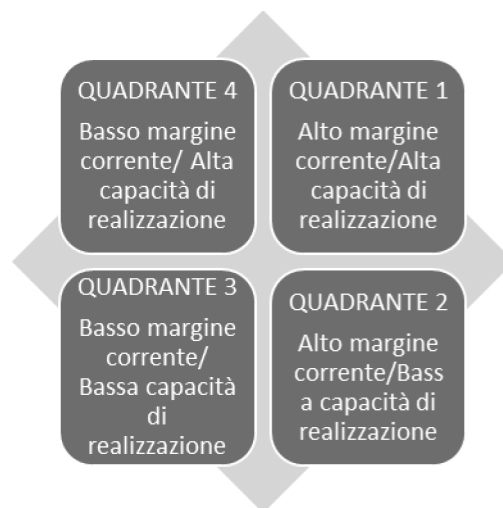 QUADRANTE 4
Basso margine
corrente/ Alta
capacità di
realizzazione
QUADRANTE 1
Alto margine
corrente/Alta
capacità di
realizzazione
QUADRANTE 3
Basso margine
corrente/
Bassa capacità
di
realizzazione
QUADRANTE 2
Alto margine
corrente/Bass
a capacità di
realizzazione